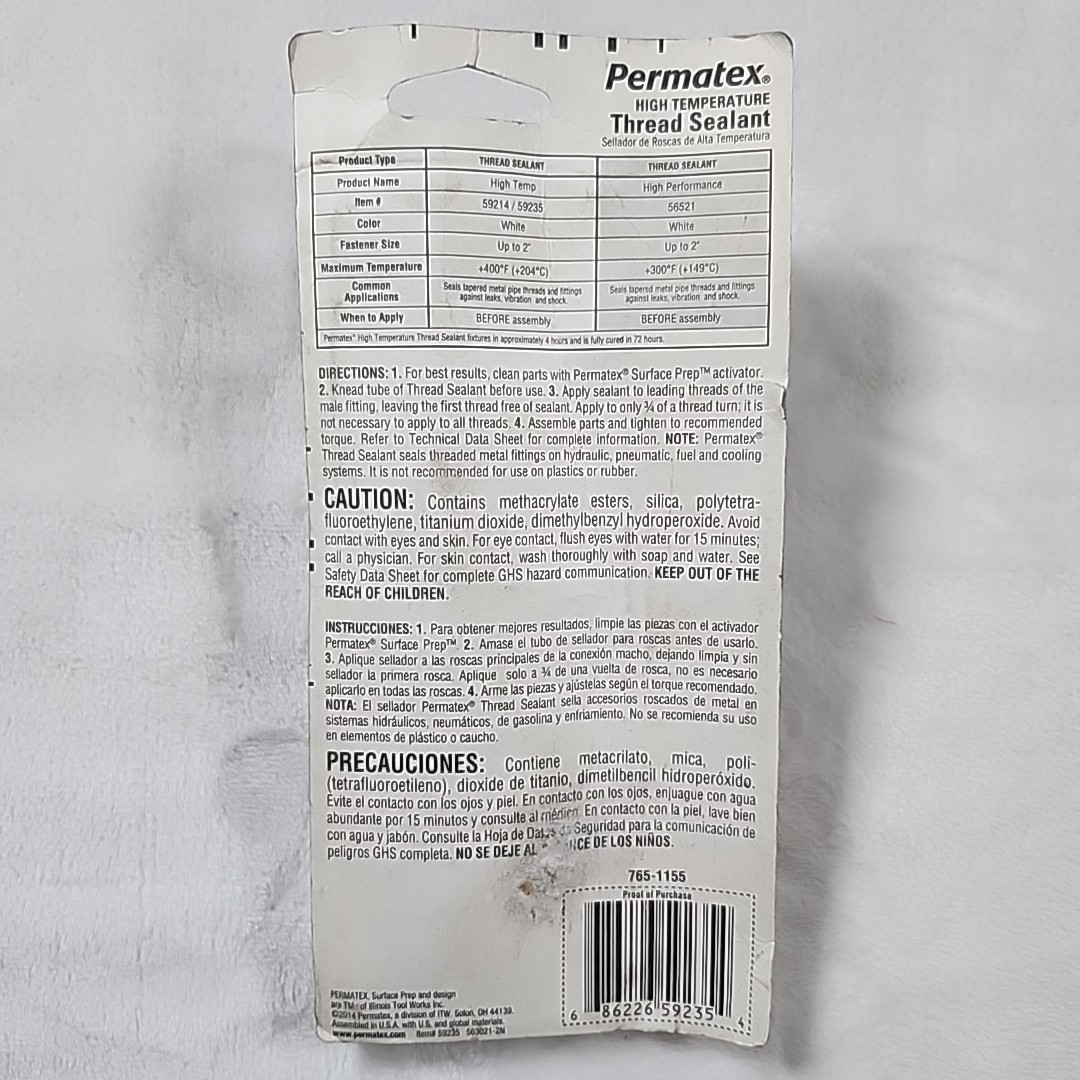 Permatex®
HIGH TEMPERATURE
Thread Sealant
Sellador de Roscas de Alta Temperatura
Product Type THREAD SEALANT THREAD SEALANT
Product Name High Temp High Performance
Item # 59214 / 59235 56521
Color White White
Fastener Size Up to 2" Up to 2"
Maximum Temperature +400°F (+204°C) +300°F (+149°C)
Common Applications Seals tapered metal pipe threads and fittings against leaks, vibration and shock. Seals tapered metal pipe threads and fittings against leaks, vibration and shock.
When to Apply BEFORE assembly BEFORE assembly
Permatex® High Temperature Thread Sealant fixtures in approximately 4 hours and is fully cured in 72 hours.
DIRECTIONS: 1. For best results, clean parts with Permatex® Surface Prep™ activator.
2. Knead tube of Thread Sealant before use. 3. Apply sealant to leading threads of the
male fitting, leaving the first thread free of sealant. Apply to only ¾ of a thread turn; it is
not necessary to apply to all threads. 4. Assemble parts and tighten to recommended
torque. Refer to Technical Data Sheet for complete information. NOTE: Permatex®
Thread Sealant seals threaded metal fittings on hydraulic, pneumatic, fuel and cooling
systems. It is not recommended for use on plastics or rubber.
CAUTION: Contains methacrylate esters, silica, polytetra-
fluoroethylene, titanium dioxide, dimethylbenzyl hydroperoxide. Avoid
contact with eyes and skin. For eye contact, flush eyes with water for 15 minutes;
call a physician. For skin contact, wash thoroughly with soap and water. See
Safety Data Sheet for complete GHS hazard communication. KEEP OUT OF THE
REACH OF CHILDREN.
INSTRUCCIONES: 1. Para obtener mejores resultados, limpie las piezas con el activador
Permatex® Surface Prep™. 2. Amase el tubo de sellador para roscas antes de usarlo.
3. Aplique sellador a las roscas principales de la conexión macho, dejando limpia y sin
sellador la primera rosca. Aplique solo a ¾ de una vuelta de rosca, no es necesario
aplicarlo en todas las roscas. 4. Arme las piezas y ajústelas según el torque recomendado.
NOTA: El sellador Permatex® Thread Sealant sella accesorios roscados de metal en
sistemas hidráulicos, neumáticos, de gasolina y enfriamiento. No se recomienda su uso
en elementos de plástico o caucho.
PRECAUCIONES: Contiene metacrilato, mica, poli-
(tetrafluoroetileno), dioxide de titanio, dimetilbencil hidroperóxido.
Evite el contacto con los ojos y piel. En contacto con los ojos, enjuague con agua
abundante por 15 minutos y consulte al médico. En contacto con la piel, lave bien
con agua y jabón. Consulte la Hoja de Datos de Seguridad para la comunicación de
peligros GHS completa. NO SE DEJE AL DE LOS NIÑOS.
765-1155
Proof of Purchase
6 86226 59235 4
PERMATEX, Surface Prep and design
are TM of Illinois Tool Works Inc.
©2014 Permatex, a division of ITW. Solon, OH 44139.
Assembled in U.S.A. with U.S. and global materials.
www.permatex.com Item# 59235 563021-2N